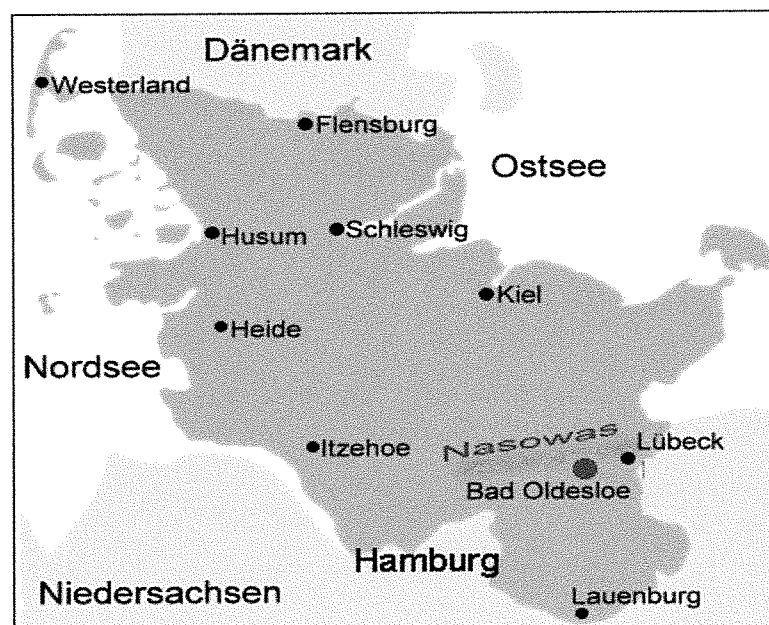 Dänemark
Westerland
Flensburg
Ostsee
Husum
Schleswig
Kiel
Heide
Nordsee
Nasowas
Itzehoe
Lübeck
Bad Oldesloe
Hamburg
Niedersachsen
Lauenburg